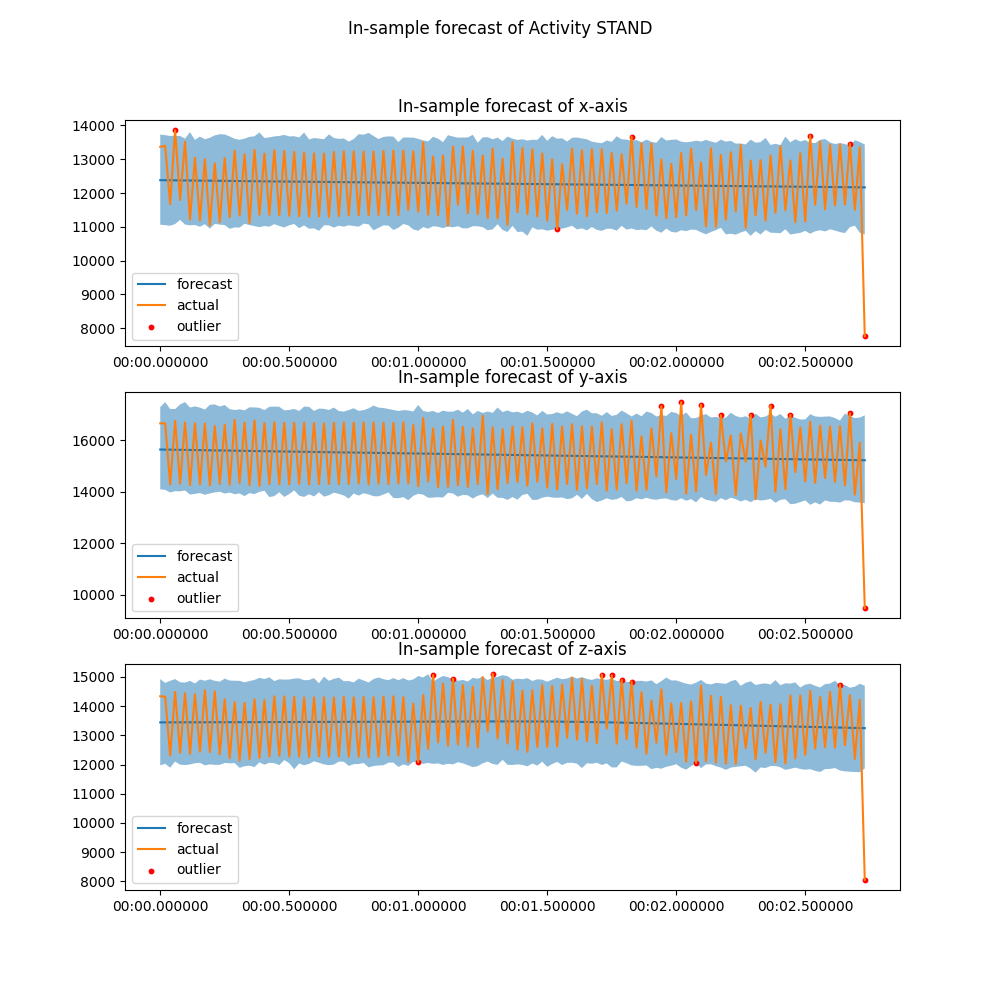 In-sample forecast of Activity STAND
In-sample forecast of x-axis
14000
13000
12000
11000
10000
9000
8000
forecast
actual
outlier
00:00.000000 00:00.500000 00:01.000000 00:01.500000 00:02.000000 00:02.500000
In-sample forecast of y-axis
16000
14000
12000
10000
forecast
actual
outlier
00:00.000000 00:00.500000 00:01.000000 00:01.500000 00:02.000000 00:02.500000
In-sample forecast of z-axis
15000
14000
13000
12000
11000
10000
9000
8000
forecast
actual
outlier
00:00.000000 00:00.500000 00:01.000000 00:01.500000 00:02.000000 00:02.500000